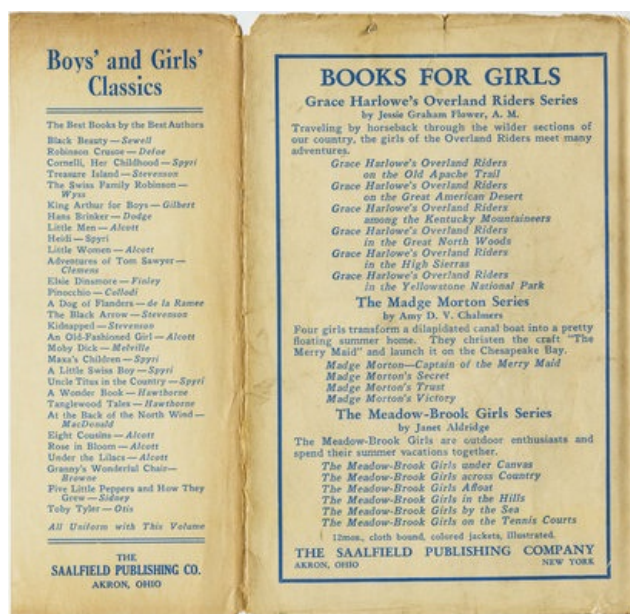 Boys' and Girls'
Classics
The Best Books by the Best Authors
Black Beauty — Sewell
Robinson Crusoe — Defoe
Cornelli, Her Childhood — Spyri
Treasure Island — Stevenson
The Swiss Family Robinson —
Wyss
King Arthur for Boys — Gilbert
Hans Brinker — Dodge
Little Men — Alcott
Heidi — Spyri
Little Women — Alcott
Adventures of Tom Sawyer —
Clemens
Elsie Dinsmore — Finley
Pinocchio — Collodi
A Dog of Flanders — de la Ramee
The Black Arrow — Stevenson
Kidnapped — Stevenson
An Old-Fashioned Girl — Alcott
Moby Dick — Melville
Maxa's Children — Spyri
A Little Swiss Boy — Spyri
Uncle Titus in the Country — Spyri
A Wonder Book — Hawthorne
Tanglewood Tales — Hawthorne
At the Back of the North Wind —
MacDonald
Eight Cousins — Alcott
Rose in Bloom — Alcott
Under the Lilacs — Alcott
Granny's Wonderful Chair —
Browne
Five Little Peppers and How They
Grew — Sidney
Toby Tyler — Otis
All Uniform with This Volume
THE
SAALFIELD PUBLISHING CO.
AKRON, OHIO
BOOKS FOR GIRLS
Grace Harlowe's Overland Riders Series
by Jessie Graham Flower, A. M.
Traveling by horseback through the wilder sections of
our country, the girls of the Overland Riders meet many
adventures.
Grace Harlowe's Overland Riders
on the Old Apache Trail
Grace Harlowe's Overland Riders
on the Great American Desert
Grace Harlowe's Overland Riders
among the Kentucky Mountaineers
Grace Harlowe's Overland Riders
in the Great North Woods
Grace Harlowe's Overland Riders
in the High Sierras
Grace Harlowe's Overland Riders
in the Yellowstone National Park
The Madge Morton Series
by Amy D. V. Chalmers
Four girls transform a dilapidated canal boat into a pretty
floating summer home. They christen the craft "The
Merry Maid" and launch it on the Chesapeake Bay.
Madge Morton—Captain of the Merry Maid
Madge Morton's Secret
Madge Morton's Trust
Madge Morton's Victory
The Meadow-Brook Girls Series
by Janet Aldridge
The Meadow-Brook Girls are outdoor enthusiasts and
spend their summer vacations together.
The Meadow-Brook Girls under Canvas
The Meadow-Brook Girls across Country
The Meadow-Brook Girls Afloat
The Meadow-Brook Girls in the Hills
The Meadow-Brook Girls by the Sea
The Meadow-Brook Girls on the Tennis Courts
12mos., cloth bound, colored jackets, illustrated.
THE SAALFIELD PUBLISHING COMPANY
AKRON, OHIO NEW YORK